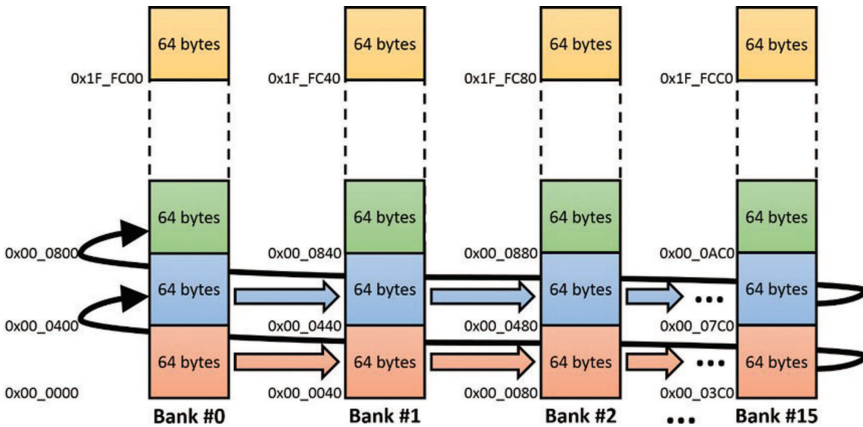 64 bytes 64 bytes 64 bytes 64 bytes
0x1F_FC00 0x1F_FC40 0x1F_FC80 0x1F_FCC0
64 bytes 64 bytes 64 bytes 64 bytes
0x00_0800 0x00_0840 0x00_0880 0x00_0AC0
64 bytes 64 bytes 64 bytes ... 64 bytes
0x00_0400 0x00_0440 0x00_0480 0x00_07C0
64 bytes 64 bytes 64 bytes ... 64 bytes
0x00_0000 0x00_0040 0x00_0080 0x00_03C0
Bank #0 Bank #1 Bank #2 ... Bank #15